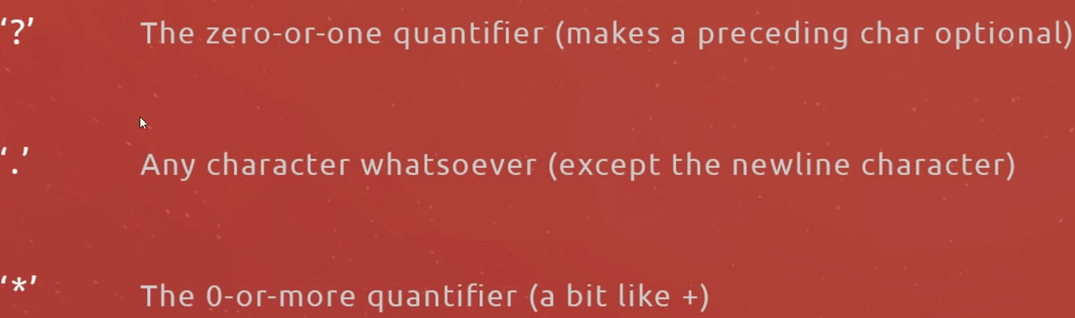 ‘?’ The zero-or-one quantifier (makes a preceding char optional)
‘.’ Any character whatsoever (except the newline character)
‘*’ The 0-or-more quantifier (a bit like +)